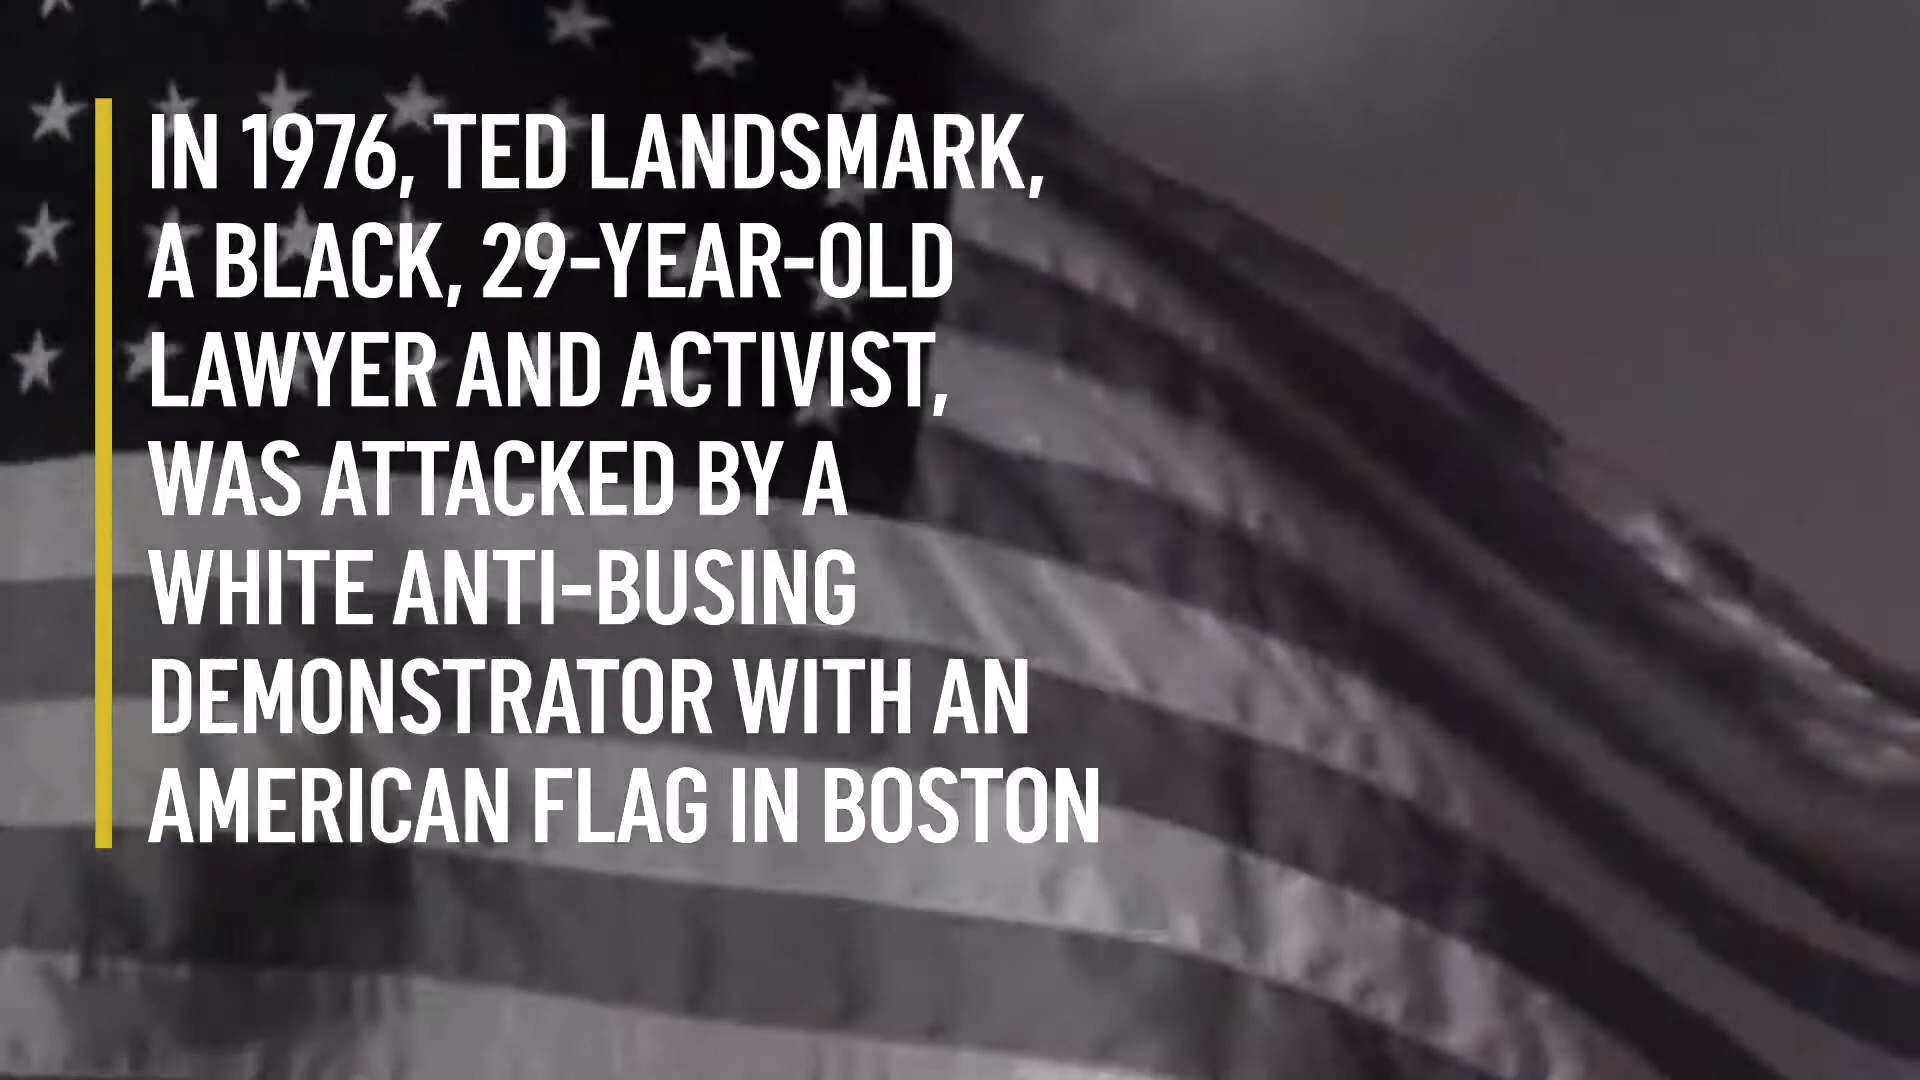 IN 1976, TED LANDSMARK,
A BLACK, 29-YEAR-OLD
LAWYER AND ACTIVIST,
WAS ATTACKED BY A
WHITE ANTI-BUSING
DEMONSTRATOR WITH AN
AMERICAN FLAG IN BOSTON